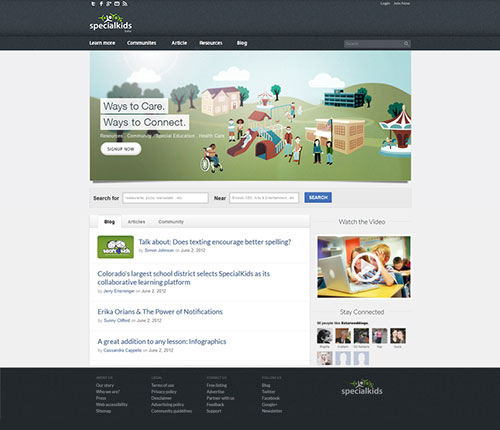 Login Join Now
specialkids
Learn more Communities Article Resources Blog
Search
Ways to Care.
Ways to Connect.
Resources Community Special Education Health Care
SIGNUP NOW
Search for
Near
SEARCH
Blog Articles Community
Talk about: Does texting encourage better spelling?
by Simon Johnson on June 2, 2012
Colorado's largest school district selects SpecialKids as its
collaborative learning platform
by Jerry Enereniger on June 2, 2012
Erika Orians & The Power of Notifications
by Sunny Clifford on June 2, 2012
A great addition to any lesson: Infographics
by Cassandra Cappello on June 2, 2012
Watch the Video
Stay Connected
ABOUT US
Our story
Who we are?
Press
Web accessibility
Sitemap
LEGAL
Terms of use
Privacy policy
Disclaimer
Advertising policy
Community guidelines
CONTACT US
Free listing
Advertise
Partner with us
Feedback
Support
FOLLOW US
Blog
Twitter
Facebook
Google+
Newsletter
specialkids